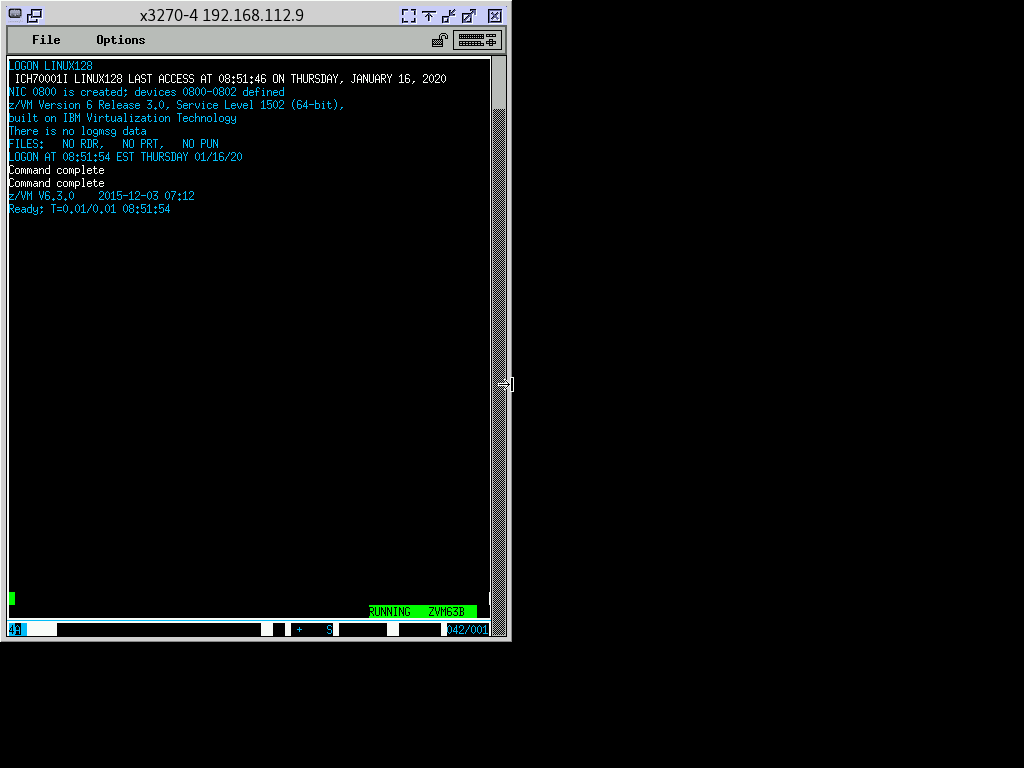 x3270-4 192.168.112.9
File Options
LOGON LINUX128
ICH70001I LINUX128 LAST ACCESS AT 08:51:46 ON THURSDAY, JANUARY 16, 2020
NIC 0800 is created; devices 0800-0802 defined
z/VM Version 6 Release 3.0, Service Level 1502 (64-bit),
built on IBM Virtualization Technology
There is no logmsg data
FILES:   NO RDR,   NO PRT,   NO PUN
LOGON AT 08:51:54 EST THURSDAY 01/16/20
Command complete
Command complete
z/VM V6.3.0    2015-12-03 07:12
Ready; T=0.01/0.01 08:51:54
RUNNING   ZVM63B
4A + S 042/001